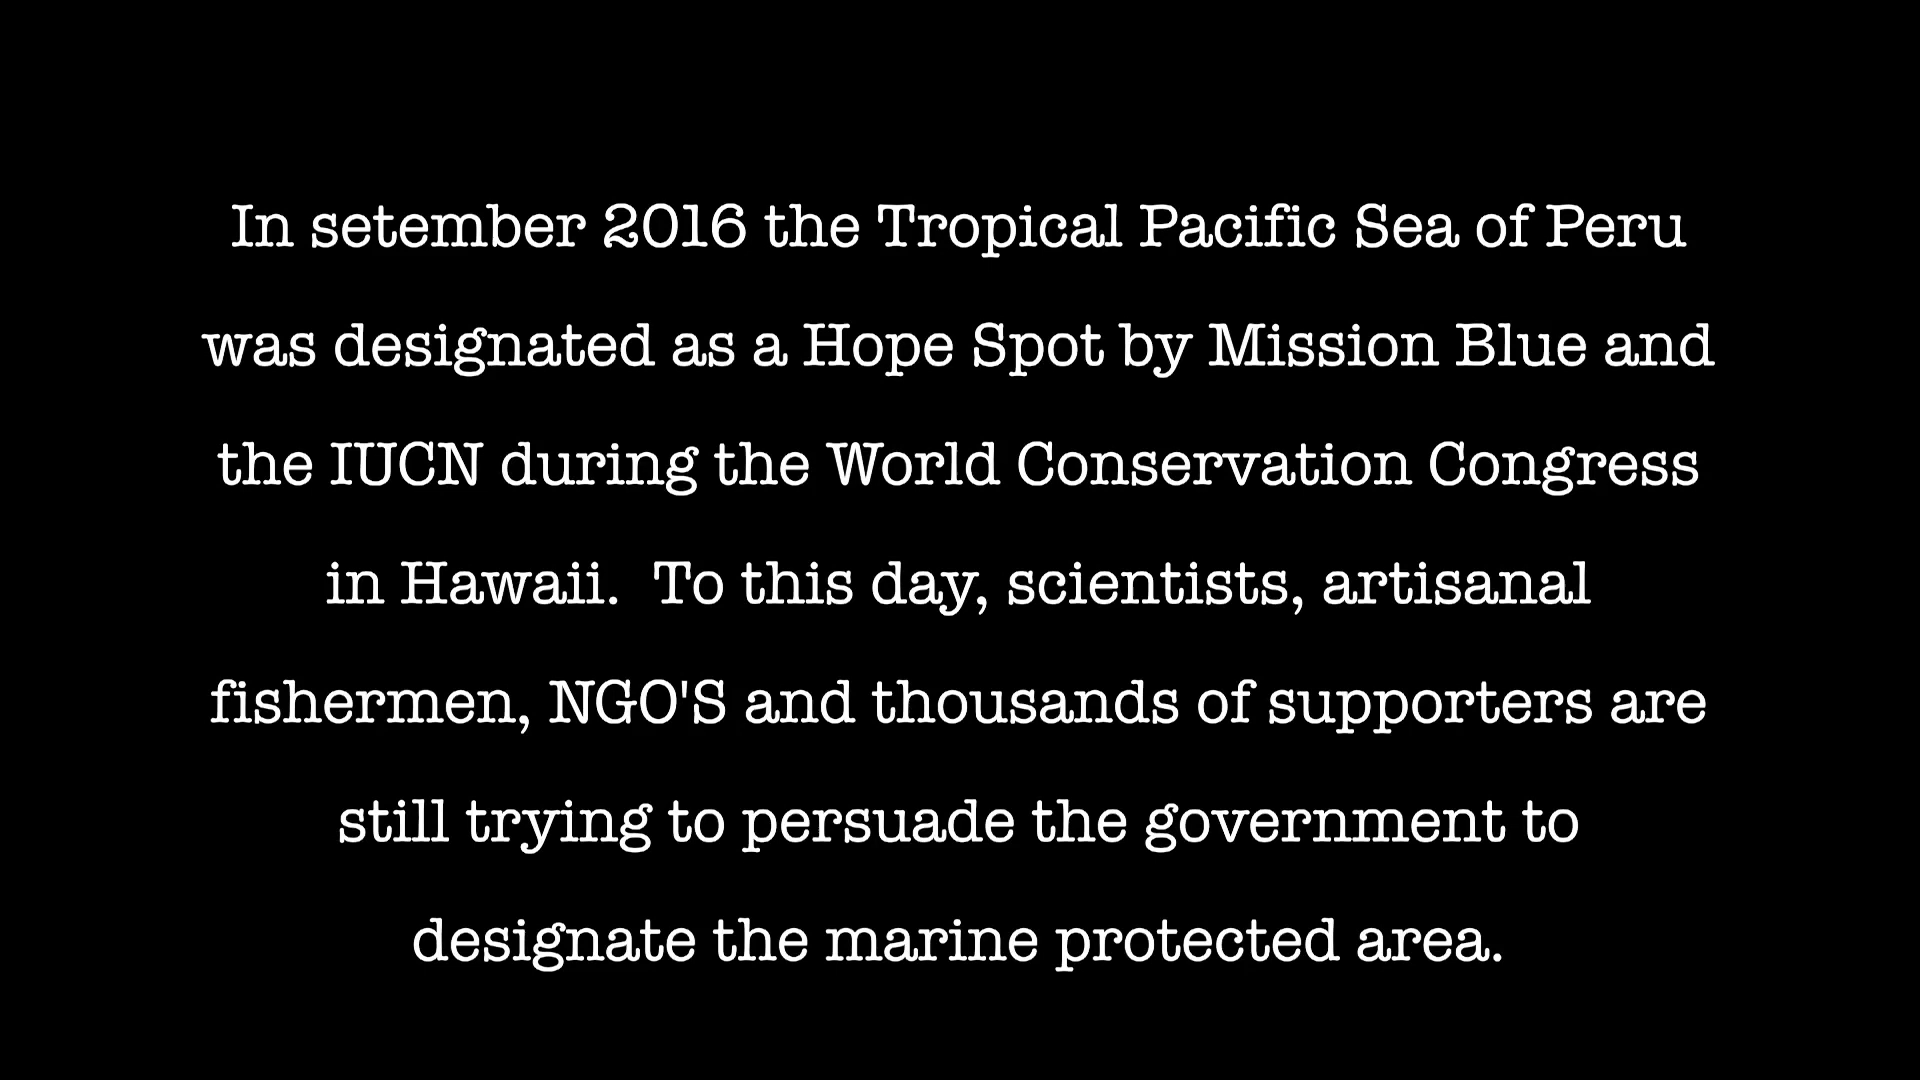 In setember 2016 the Tropical Pacific Sea of Peru
was designated as a Hope Spot by Mission Blue and
the IUCN during the World Conservation Congress
in Hawaii.  To this day, scientists, artisanal
fishermen, NGO'S and thousands of supporters are
still trying to persuade the government to
designate the marine protected area.